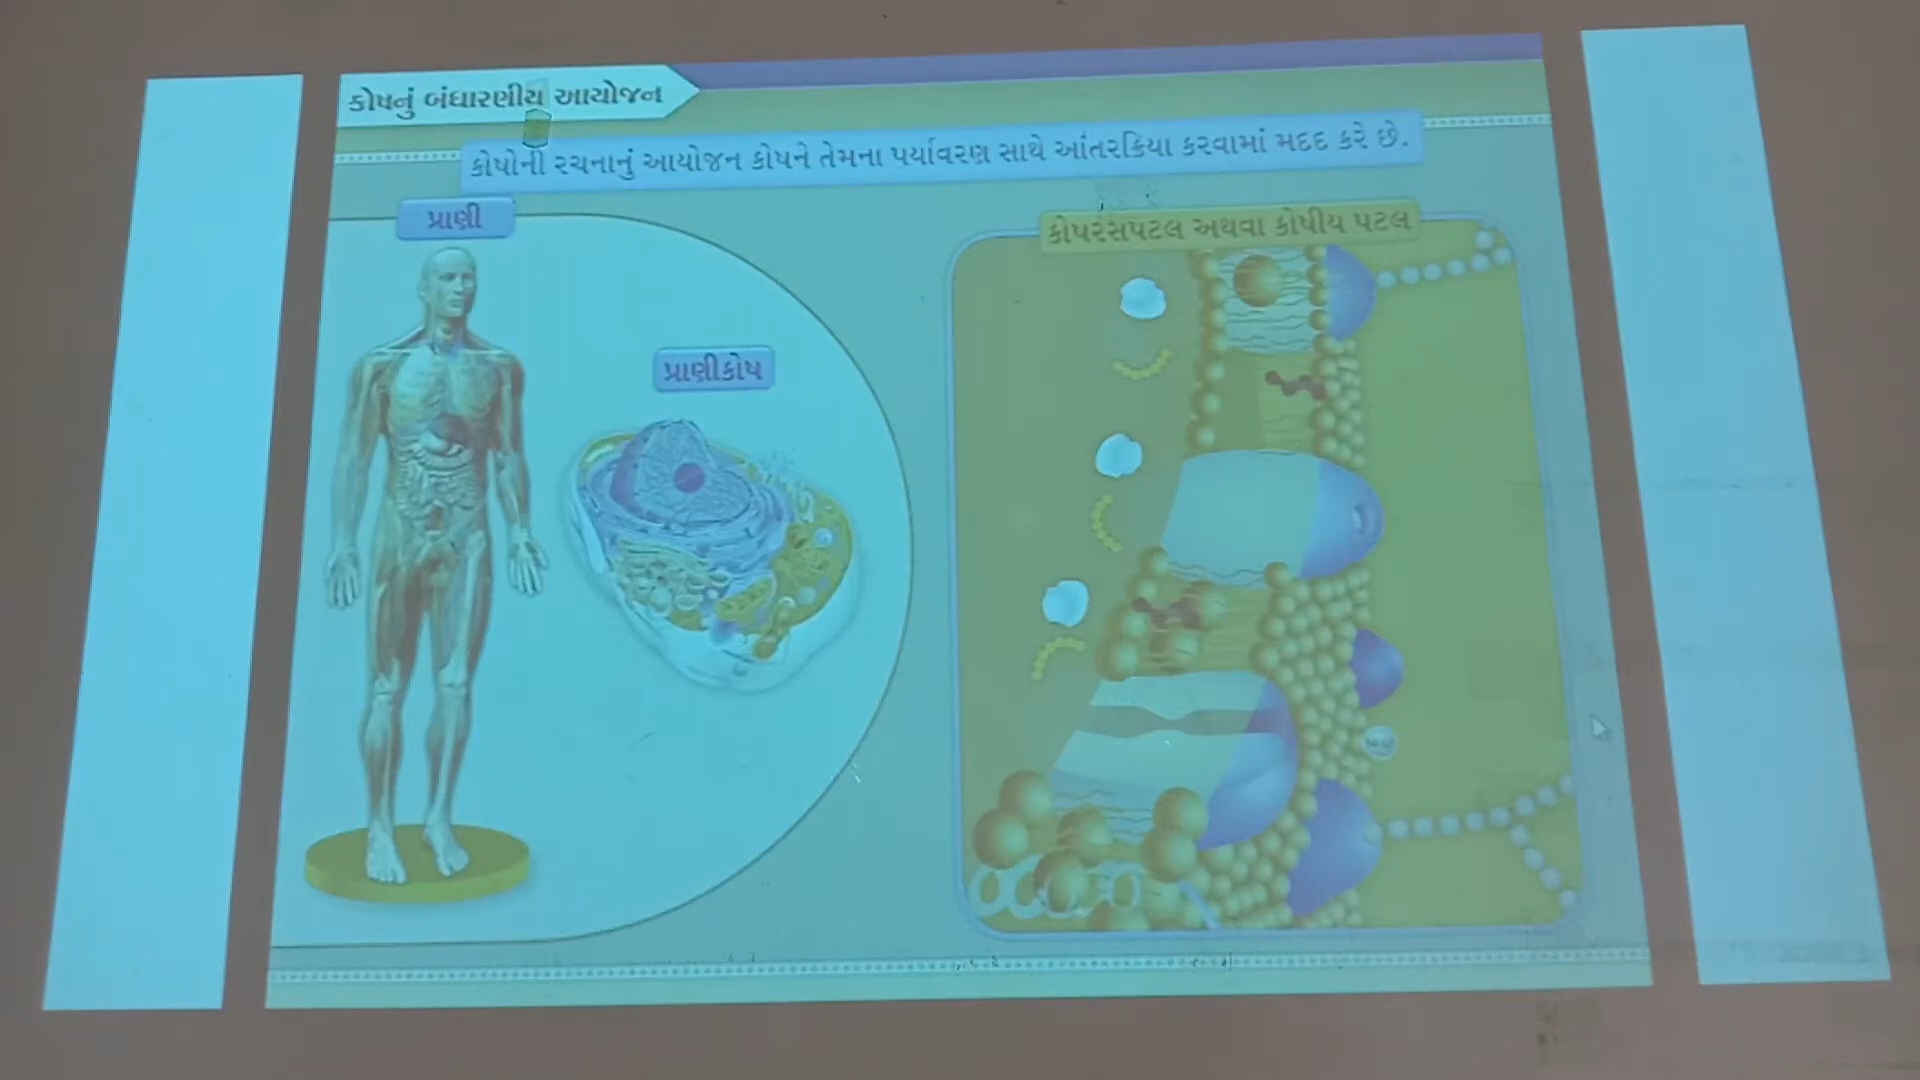 કોષનું બંધારણીય આયોજન
કોષોની રચનાનું આયોજન કોષને તેમના પર્યાવરણ સાથે આંતરક્રિયા કરવામાં મદદ કરે છે.
પ્રાણી
કોષરસપટલ અથવા કોષીય પટલ
પ્રાણીકોષ